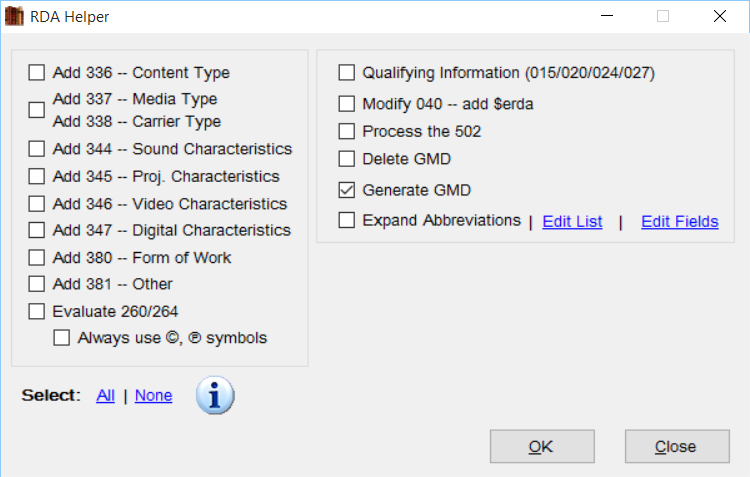 RDA Helper
Add 336 -- Content Type
Add 337 -- Media Type
Add 338 -- Carrier Type
Add 344 -- Sound Characteristics
Add 345 -- Proj. Characteristics
Add 346 -- Video Characteristics
Add 347 -- Digital Characteristics
Add 380 -- Form of Work
Add 381 -- Other
Evaluate 260/264
Always use ©, ℗ symbols
Qualifying Information (015/020/024/027)
Modify 040 -- add $erda
Process the 502
Delete GMD
Generate GMD
Expand Abbreviations | Edit List | Edit Fields
Select: All | None
OK Close